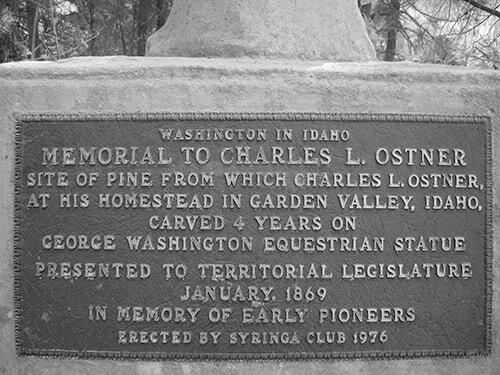 WASHINGTON IN IDAHO
MEMORIAL TO CHARLES L. OSTNER
SITE OF PINE FROM WHICH CHARLES L. OSTNER,
AT HIS HOMESTEAD IN GARDEN VALLEY, IDAHO,
CARVED 4 YEARS ON
GEORGE WASHINGTON EQUESTRIAN STATUE
PRESENTED TO TERRITORIAL LEGISLATURE
JANUARY, 1869
IN MEMORY OF EARLY PIONEERS
ERECTED BY SYRINGA CLUB 1976